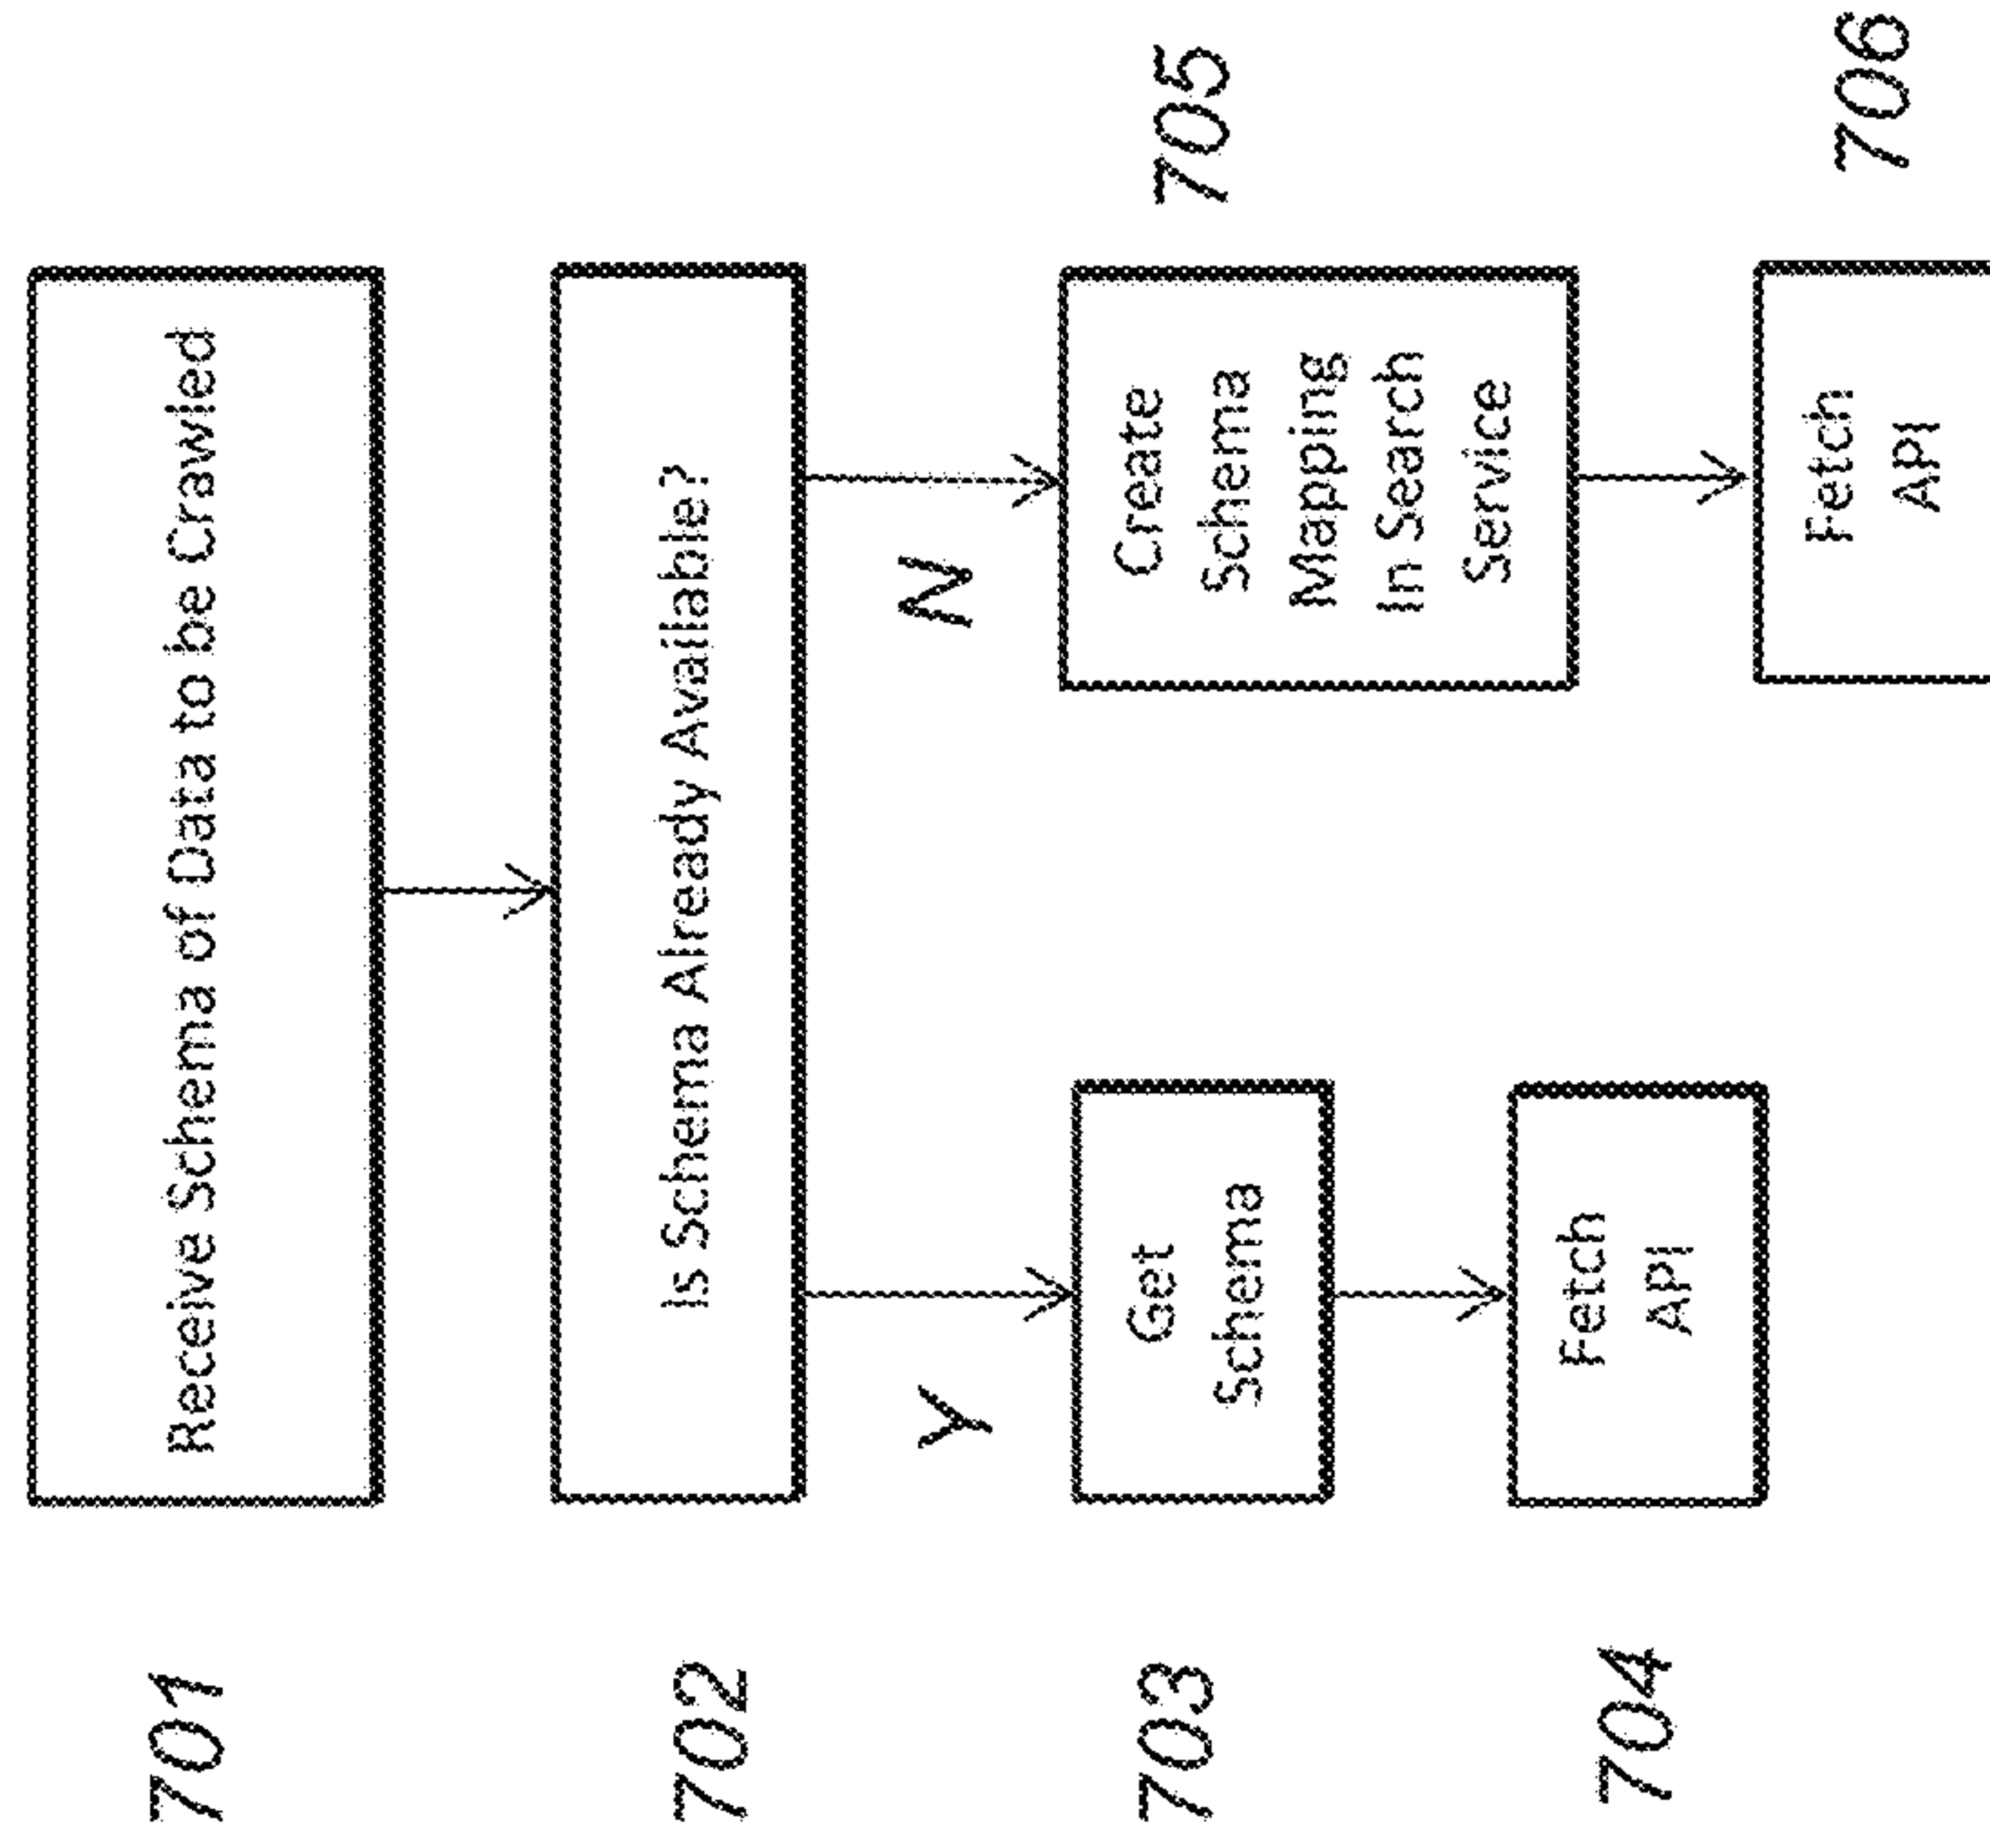 701
Receive Schema of Data to be Crawled
702
Is Schema Already Available?
Y
N
703
Get
Schema
Create
Schema
Mapping
In Search
Service
705
704
Fetch
API
Fetch
API
706